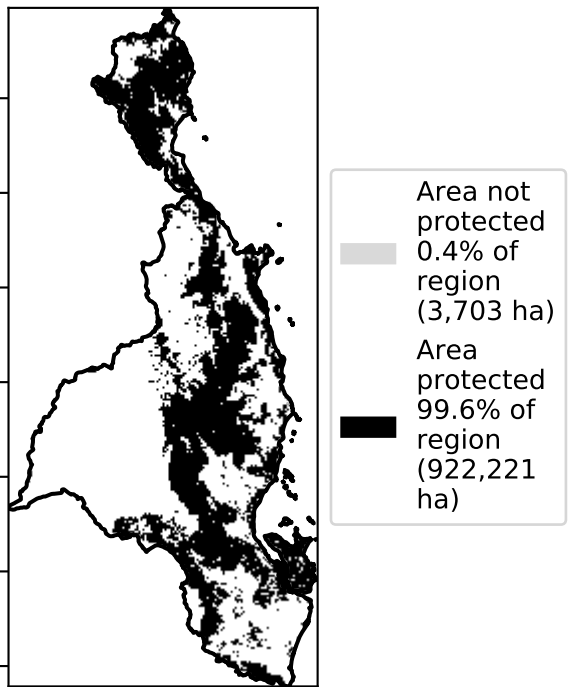 Area not
protected
0.4% of
region
(3,703 ha)
Area
protected
99.6% of
region
(922,221
ha)